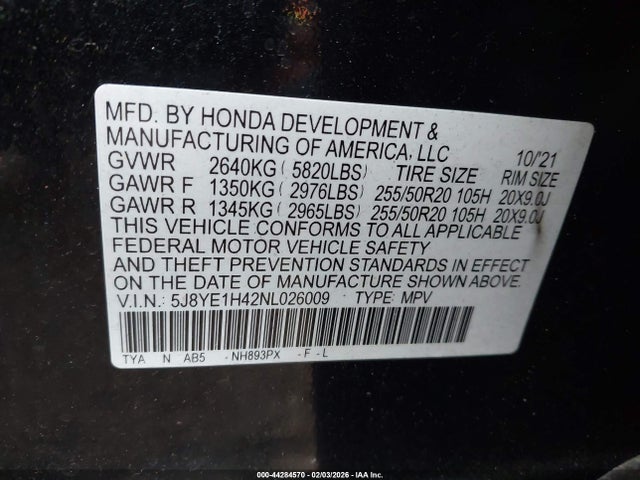 MFD. BY HONDA DEVELOPMENT &
MANUFACTURING OF AMERICA, LLC 10/'21
GVWR 2640KG ( 5820LBS) TIRE SIZE RIM SIZE
GAWR F 1350KG ( 2976LBS) 255/50R20 105H 20X9.0J
GAWR R 1345KG ( 2965LBS) 255/50R20 105H 20X9.0J
THIS VEHICLE CONFORMS TO ALL APPLICABLE
FEDERAL MOTOR VEHICLE SAFETY
AND THEFT PREVENTION STANDARDS IN EFFECT
ON THE DATE OF MANUFACTURE SHOWN ABOVE.
V.I.N.: 5J8YE1H42NL026009 TYPE: MPV
TYA N AB5 - NH893PX - F - L
000-44284570 - 02/03/2026 - IAA Inc.